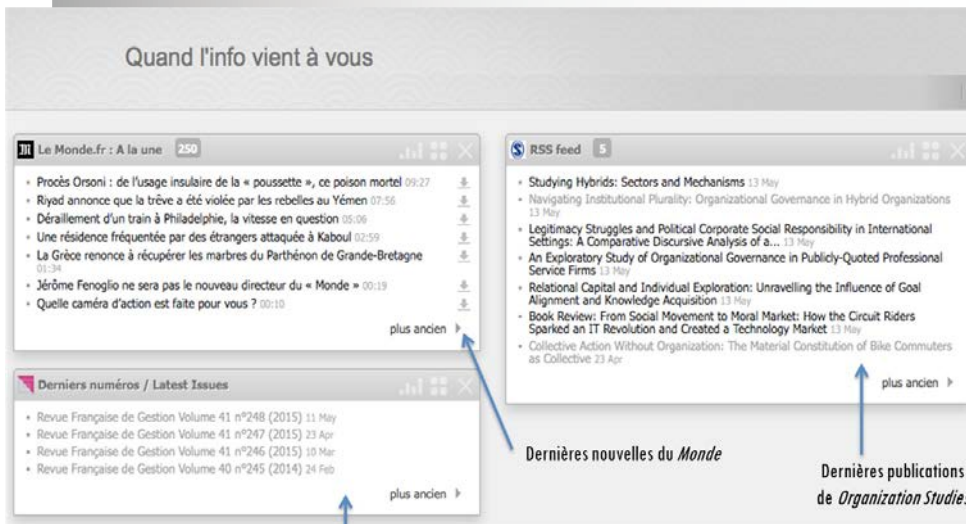 Quand l'info vient à vous
Le Monde.fr : A la une 250
• Procès Orsoni : de l'usage insulaire de la « poussette », ce poison mortel 09:27
• Riyad annonce que la trêve a été violée par les rebelles au Yémen 07:56
• Déraillement d'un train à Philadelphie, la vitesse en question 05:06
• Une résidence fréquentée par des étrangers attaquée à Kaboul 02:59
• La Grèce renonce à récupérer les marbres du Parthénon de Grande-Bretagne
01:34
• Jérôme Fenoglio ne sera pas le nouveau directeur du « Monde » 00:19
• Quelle caméra d'action est faite pour vous ? 00:10
plus ancien
Derniers numéros / Latest Issues
• Revue Française de Gestion Volume 41 n°248 (2015) 11 May
• Revue Française de Gestion Volume 41 n°247 (2015) 23 Apr
• Revue Française de Gestion Volume 41 n°246 (2015) 10 Mar
• Revue Française de Gestion Volume 40 n°245 (2014) 24 Feb
plus ancien
RSS feed 5
• Studying Hybrids: Sectors and Mechanisms 13 May
• Navigating Institutional Plurality: Organizational Governance in Hybrid Organizations
13 May
• Legitimacy Struggles and Political Corporate Social Responsibility in International
Settings: A Comparative Discursive Analysis of a... 13 May
• An Exploratory Study of Organizational Governance in Publicly-Quoted Professional
Service Firms 13 May
• Relational Capital and Individual Exploration: Unravelling the Influence of Goal
Alignment and Knowledge Acquisition 13 May
• Book Review: From Social Movement to Moral Market: How the Circuit Riders
Sparked an IT Revolution and Created a Technology Market 13 May
• Collective Action Without Organization: The Material Constitution of Bike Commuters
as Collective 23 Apr
plus ancien
Dernières nouvelles du Monde
Dernières publications
de Organization Studies